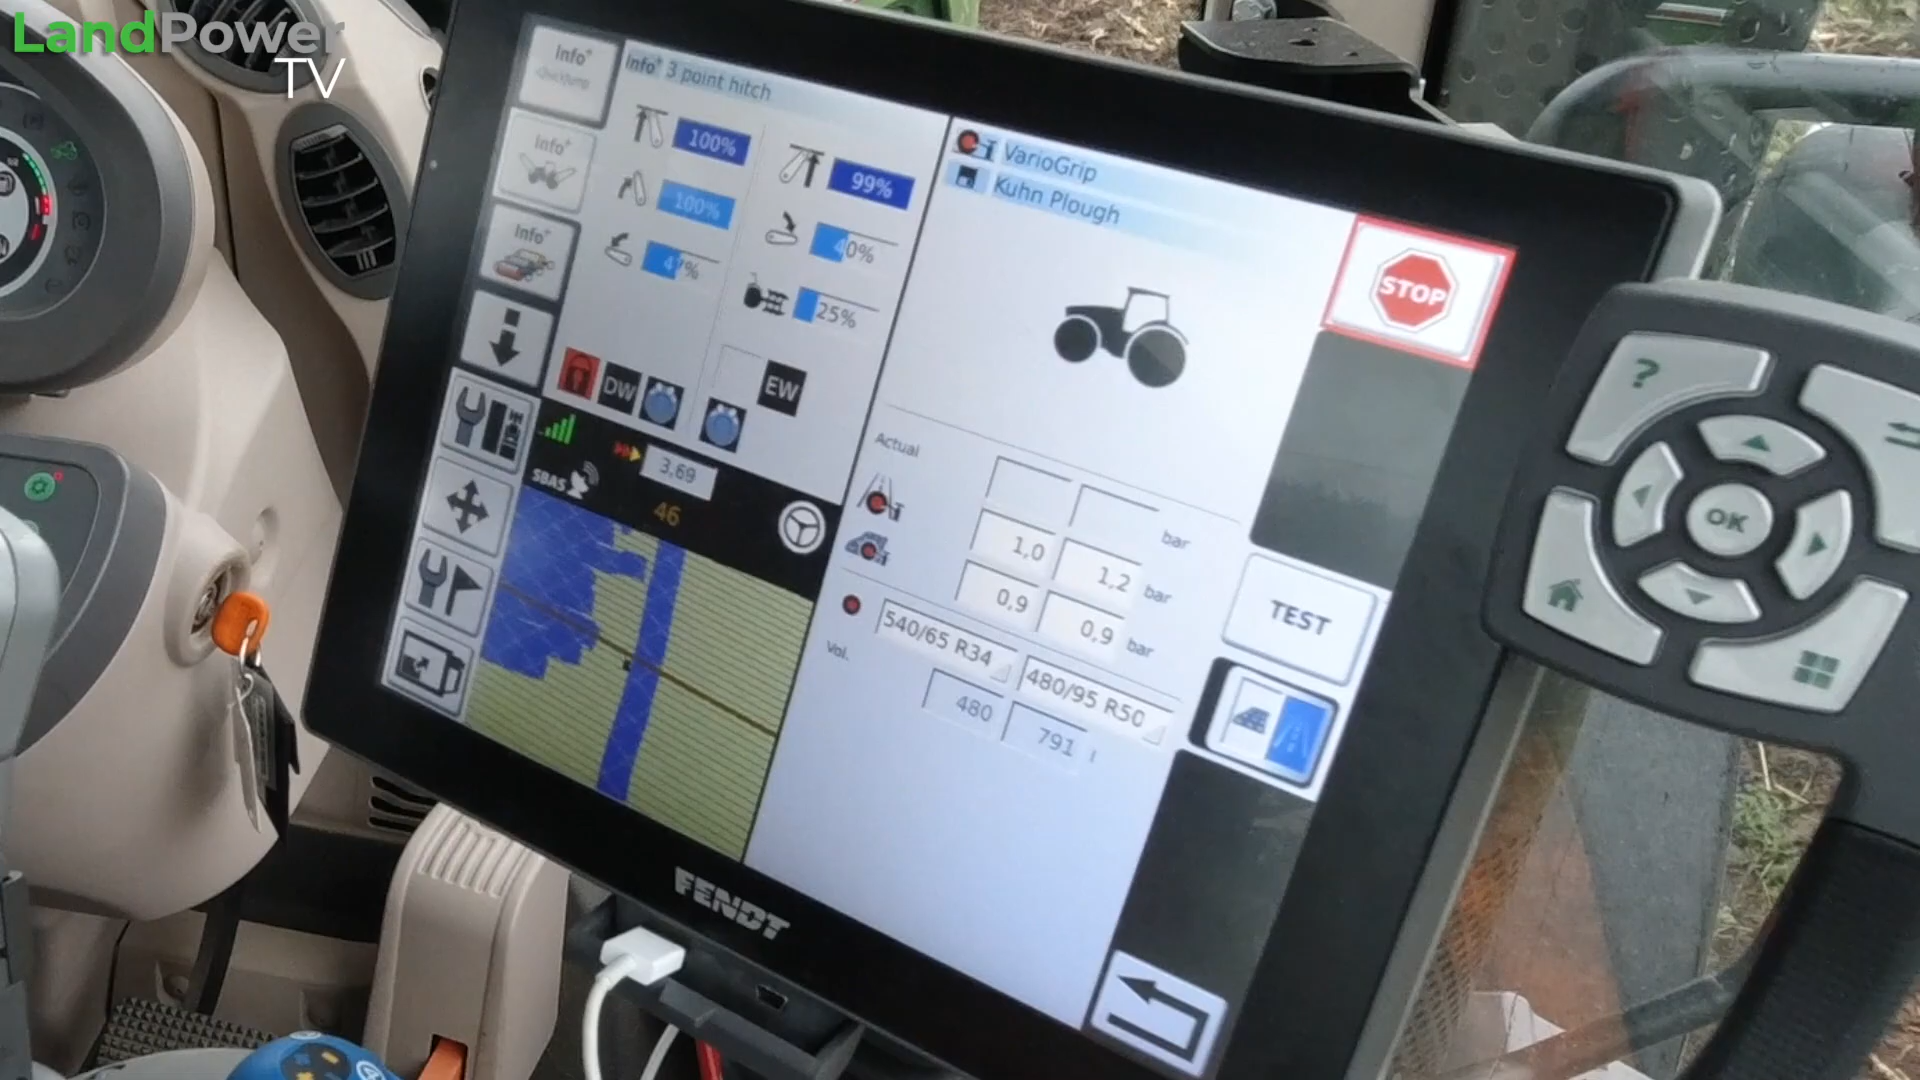 LandPower
TV
Info+
Info+
Info+
Info+ 3 point hitch
100%
99%
100%
40%
47%
25%
DW
EW
SBAS
3,69
46
VarioGrip
Kuhn Plough
STOP
Actual
bar
1,0
1,2
bar
0,9
0,9
bar
540/65 R34
480/95 R50
Vol.
480
791
l
TEST
FENDT
?
OK